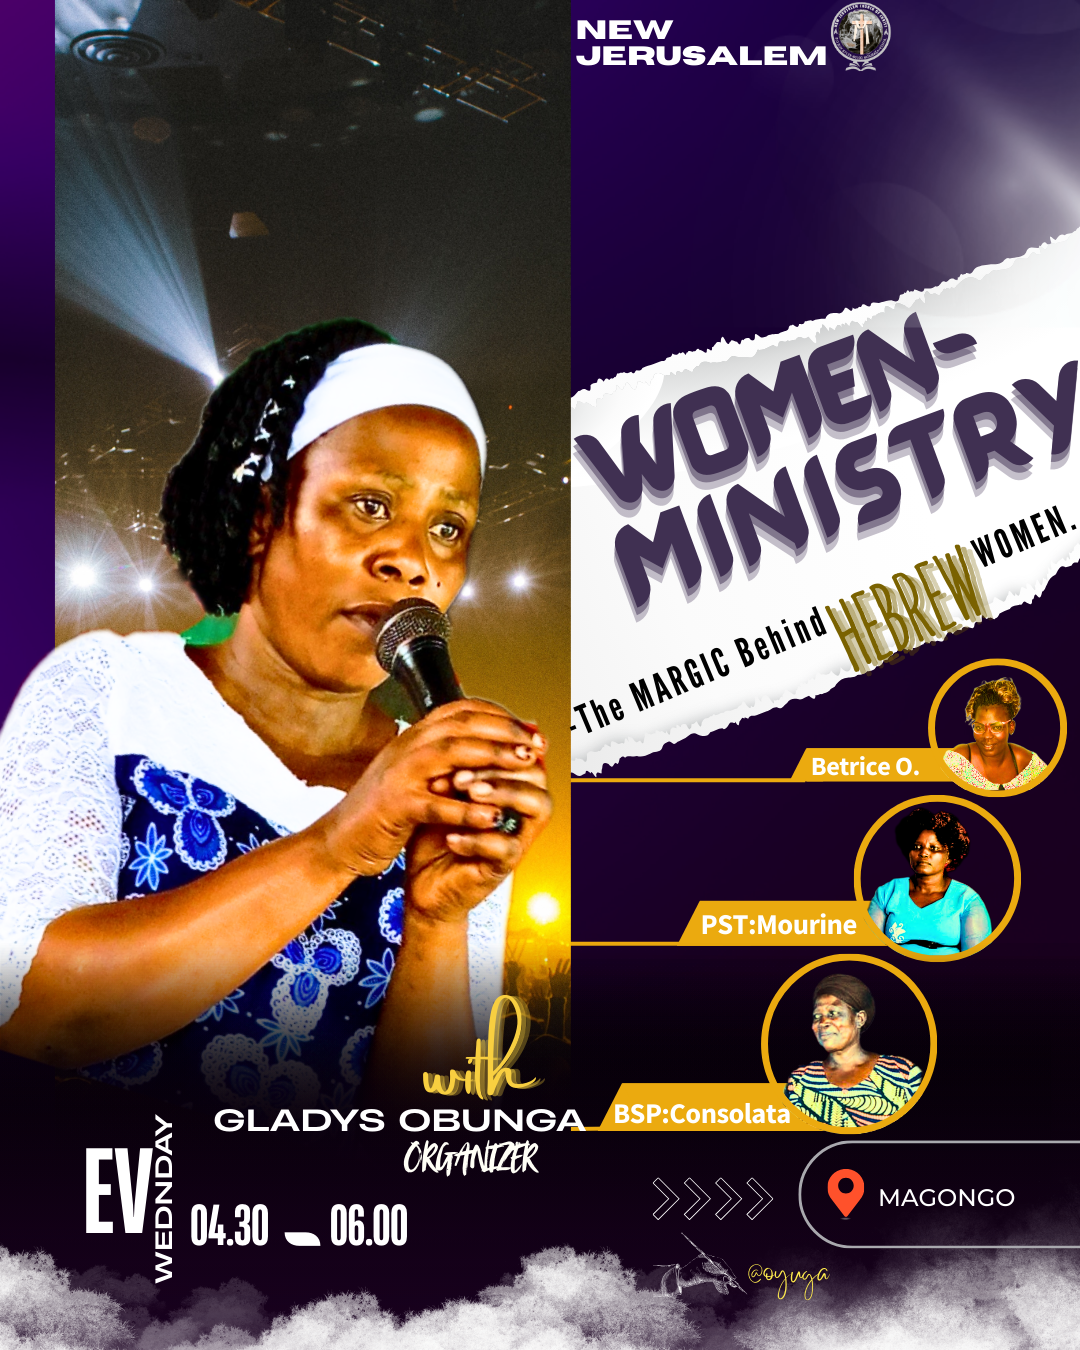 NEW
JERUSALEM
WOMEN-
MINISTRY
-The MARGIC Behind HEBREW WOMEN.
Betrice O.
PST:Mourine
BSP:Consolata
with
GLADYS OBUNGA
ORGANIZER
EV
WEDNDAY
04.30 - 06.00
MAGONGO
@oyuga